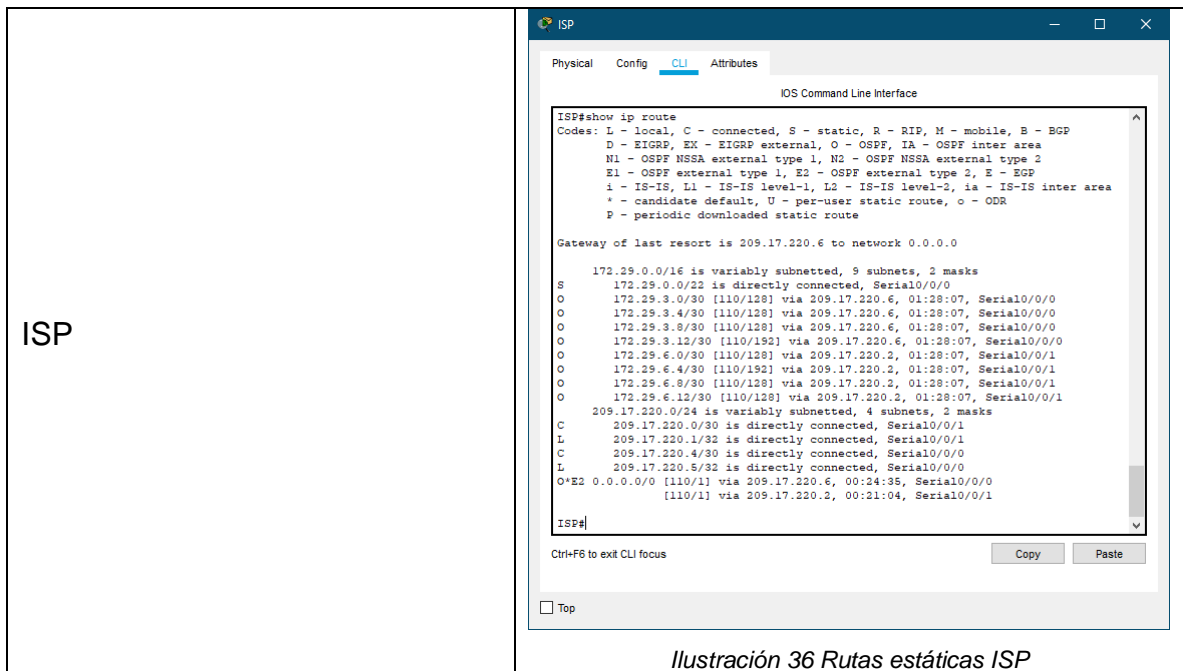 ISP
ISP
Physical Config CLI Attributes
IOS Command Line Interface
ISP#show ip route
Codes: L - local, C - connected, S - static, R - RIP, M - mobile, B - BGP
D - EIGRP, EX - EIGRP external, O - OSPF, IA - OSPF inter area
N1 - OSPF NSSA external type 1, N2 - OSPF NSSA external type 2
E1 - OSPF external type 1, E2 - OSPF external type 2, E - EGP
i - IS-IS, L1 - IS-IS level-1, L2 - IS-IS level-2, ia - IS-IS inter area
* - candidate default, U - per-user static route, o - ODR
P - periodic downloaded static route
Gateway of last resort is 209.17.220.6 to network 0.0.0.0
172.29.0.0/16 is variably subnetted, 9 subnets, 2 masks
S 172.29.0.0/22 is directly connected, Serial0/0/0
O 172.29.3.0/30 [110/128] via 209.17.220.6, 01:28:07, Serial0/0/0
O 172.29.3.4/30 [110/128] via 209.17.220.6, 01:28:07, Serial0/0/0
O 172.29.3.8/30 [110/128] via 209.17.220.6, 01:28:07, Serial0/0/0
O 172.29.3.12/30 [110/192] via 209.17.220.6, 01:28:07, Serial0/0/0
O 172.29.6.0/30 [110/128] via 209.17.220.2, 01:28:07, Serial0/0/1
O 172.29.6.4/30 [110/192] via 209.17.220.2, 01:28:07, Serial0/0/1
O 172.29.6.8/30 [110/128] via 209.17.220.2, 01:28:07, Serial0/0/1
O 172.29.6.12/30 [110/128] via 209.17.220.2, 01:28:07, Serial0/0/1
209.17.220.0/24 is variably subnetted, 4 subnets, 2 masks
C 209.17.220.0/30 is directly connected, Serial0/0/1
L 209.17.220.1/32 is directly connected, Serial0/0/1
C 209.17.220.4/30 is directly connected, Serial0/0/0
L 209.17.220.5/32 is directly connected, Serial0/0/0
O*E2 0.0.0.0/0 [110/1] via 209.17.220.6, 00:24:35, Serial0/0/0
[110/1] via 209.17.220.2, 00:21:04, Serial0/0/1
ISP#
Ctrl+F6 to exit CLI focus Copy Paste
Top
Ilustración 36 Rutas estáticas ISP